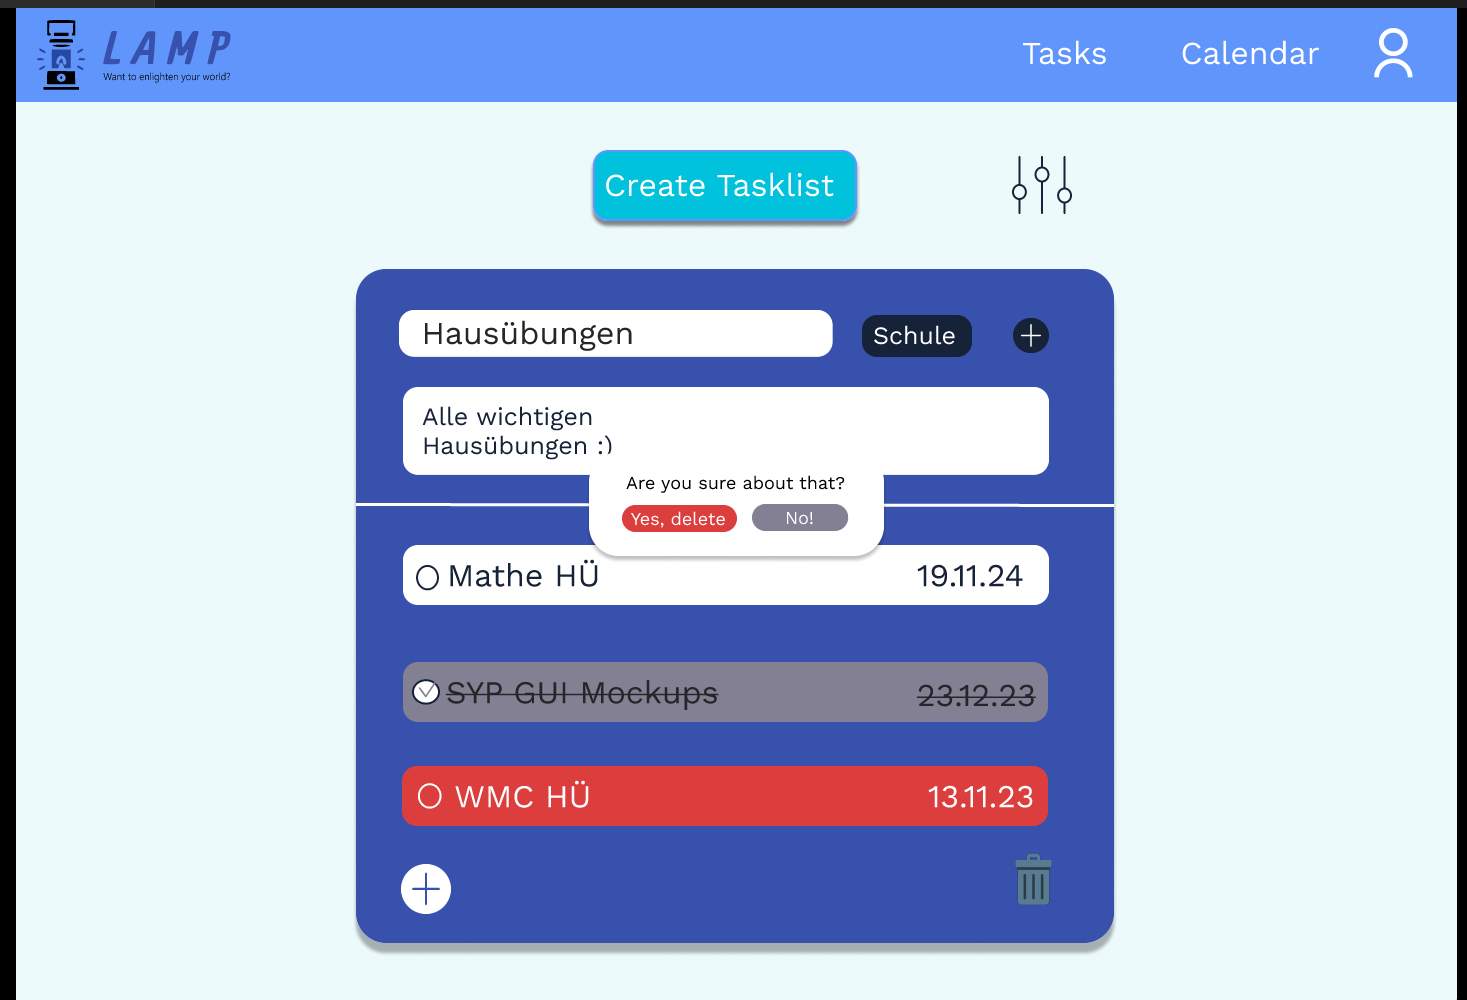 LAMP
Want to enlighten your world?
Tasks
Calendar
Create Tasklist
Hausübungen
Schule
Alle wichtigen
Hausübungen :)
Are you sure about that?
Yes, delete
No!
Mathe HÜ
19.11.24
SYP GUI Mockups
23.12.23
WMC HÜ
13.11.23